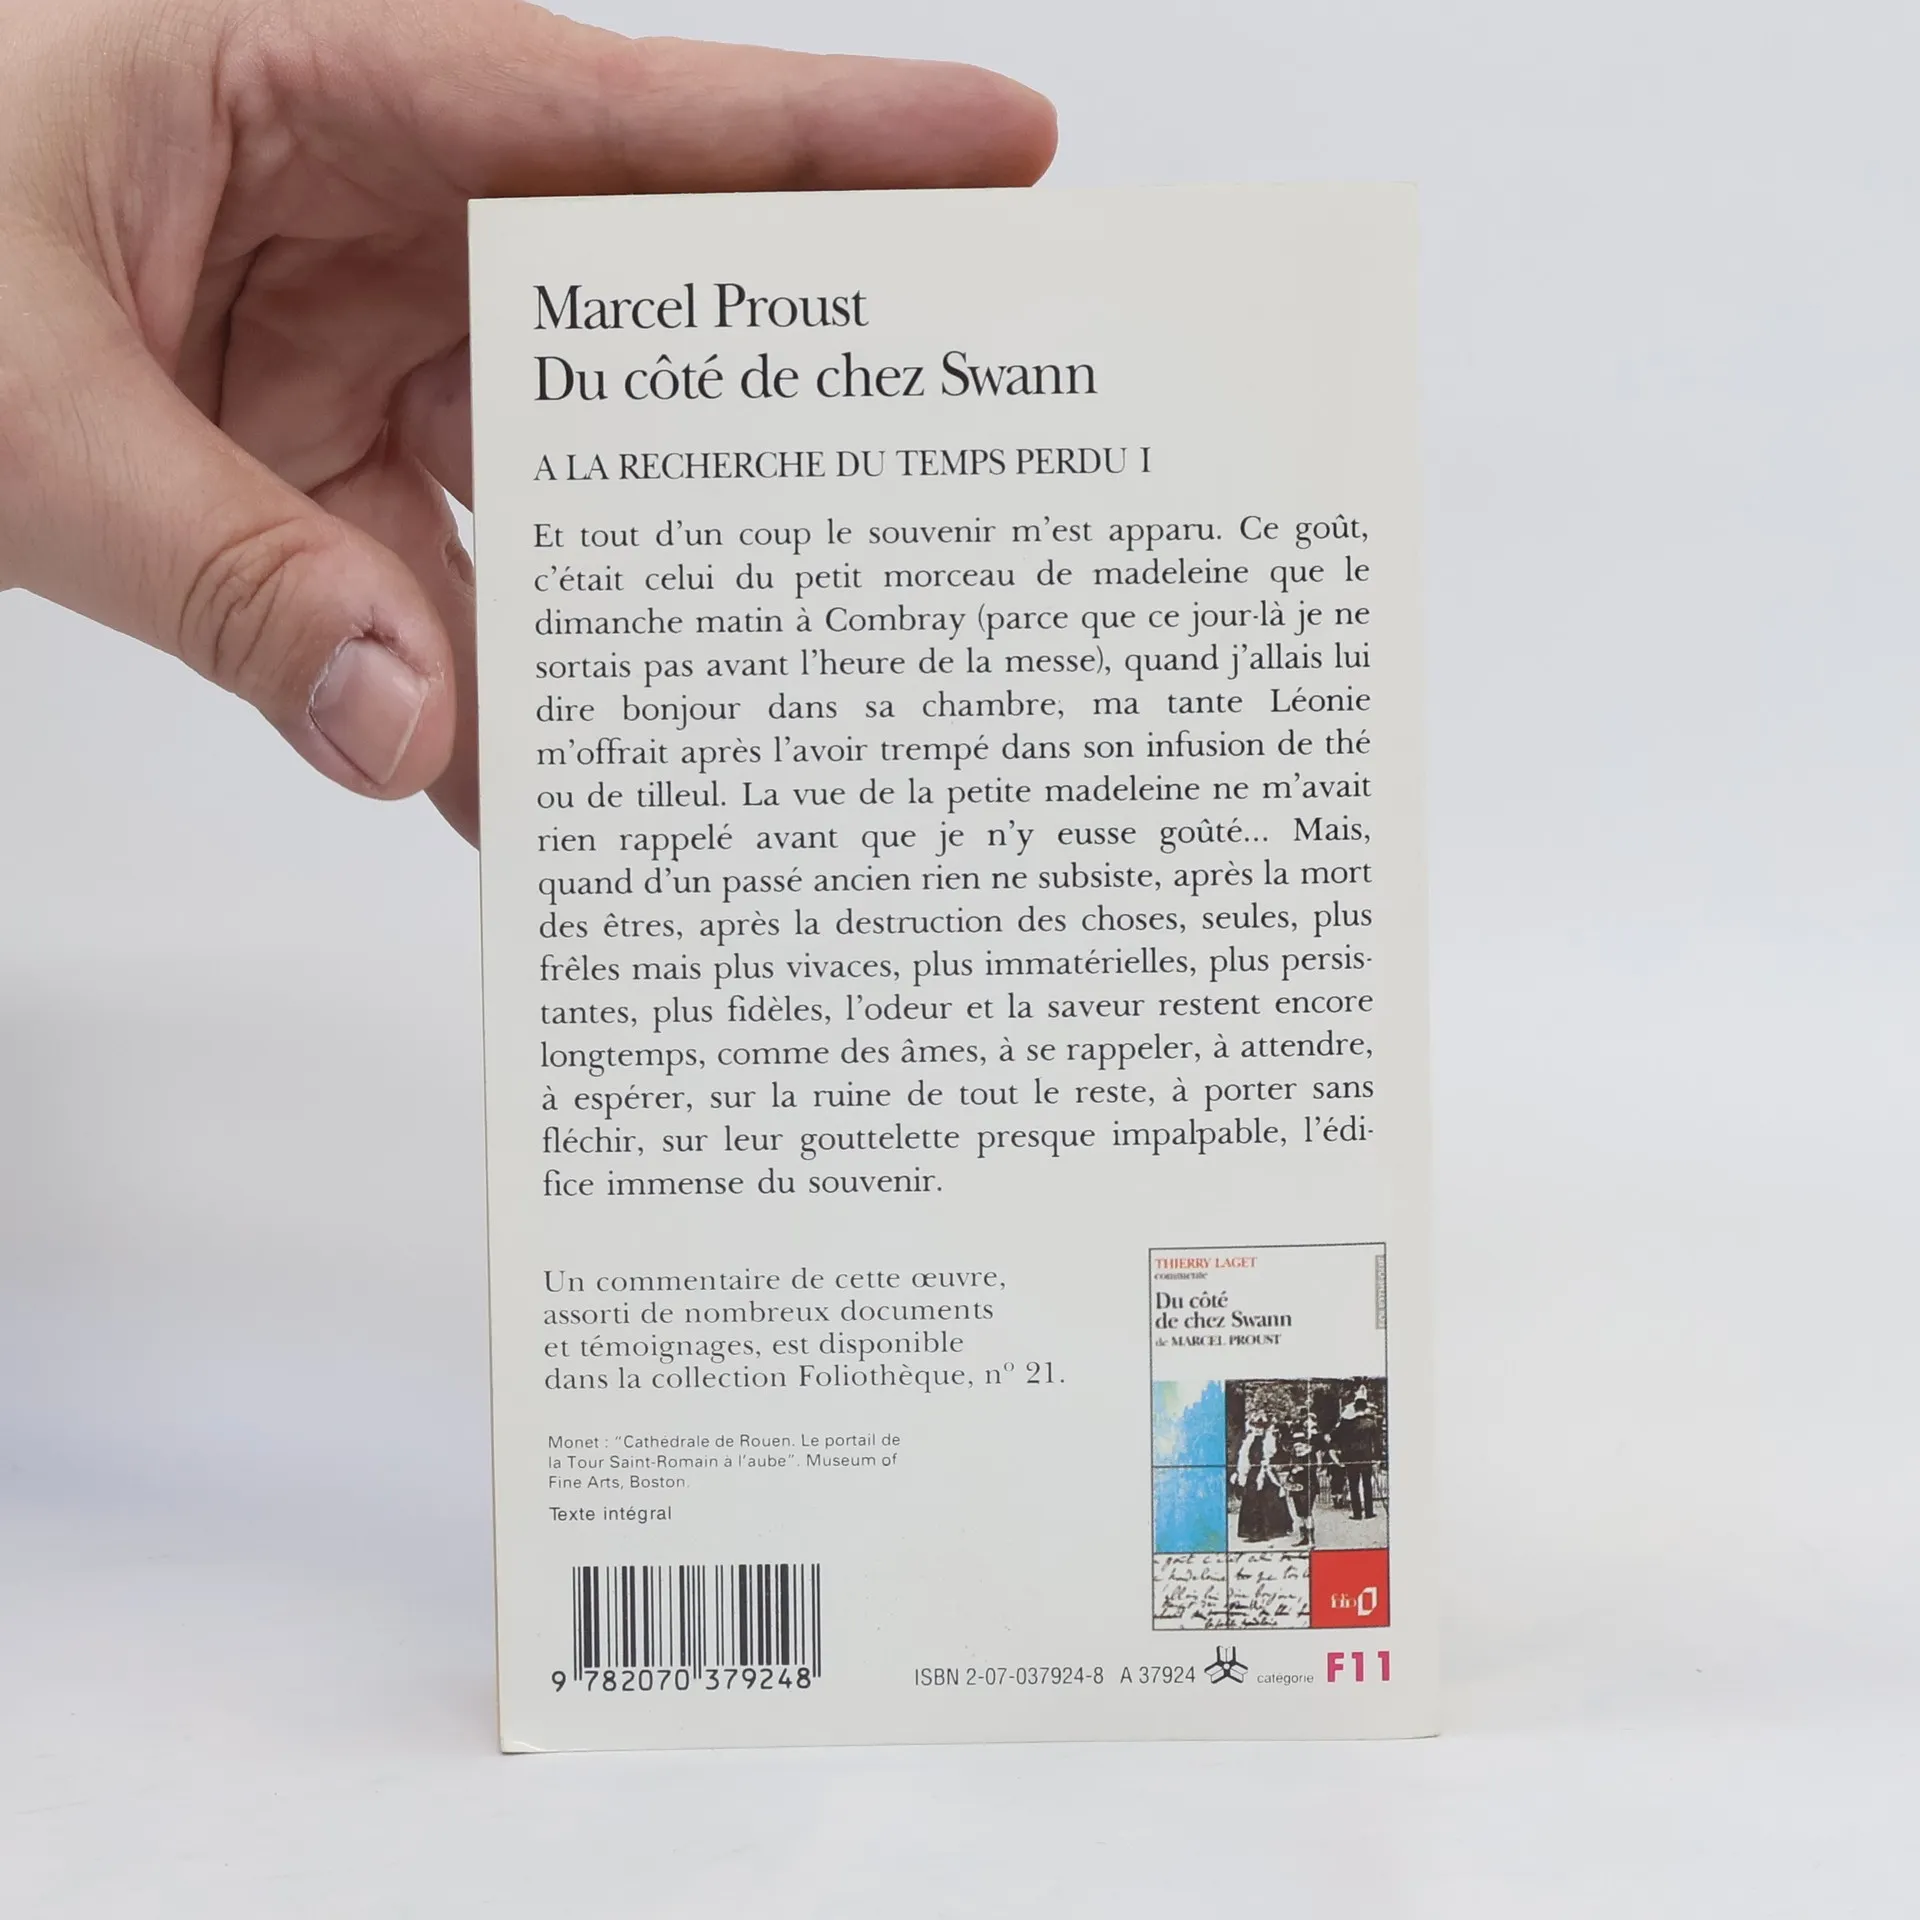 Marcel Proust
Du côté de chez Swann
A LA RECHERCHE DU TEMPS PERDU I
Et tout d'un coup le souvenir m'est apparu. Ce goût,
c'était celui du petit morceau de madeleine que le
dimanche matin à Combray (parce que ce jour-là je ne
sortais pas avant l'heure de la messe), quand j'allais lui
dire bonjour dans sa chambre, ma tante Léonie
m'offrait après l'avoir trempé dans son infusion de thé
ou de tilleul. La vue de la petite madeleine ne m'avait
rien rappelé avant que je n'y eusse goûté... Mais,
quand d'un passé ancien rien ne subsiste, après la mort
des êtres, après la destruction des choses, seules, plus
frêles mais plus vivaces, plus immatérielles, plus persis-
tantes, plus fidèles, l'odeur et la saveur restent encore
longtemps, comme des âmes, à se rappeler, à attendre,
à espérer, sur la ruine de tout le reste, à porter sans
fléchir, sur leur gouttelette presque impalpable, l'édi-
fice immense du souvenir.
Un commentaire de cette œuvre,
assorti de nombreux documents
et témoignages, est disponible
dans la collection Foliothèque, nº 21.
Monet : "Cathédrale de Rouen. Le portail de
la Tour Saint-Romain à l'aube". Museum of
Fine Arts, Boston.
Texte intégral
THIERRY LAGET
commente
Du côté
de chez Swann
de MARCEL PROUST
folio
9 782070 379248
ISBN 2-07-037924-8 A 37924 catégorie F11